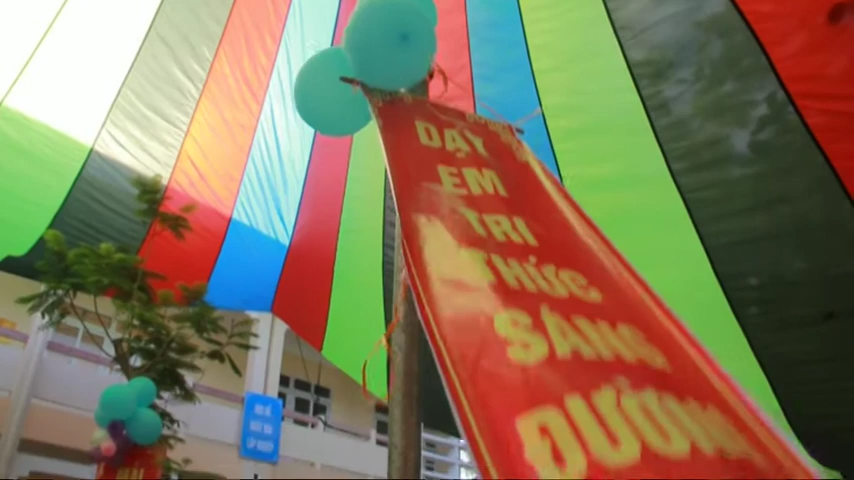 DẠY
EM
TRI
THỨC
SÁNG
ĐƯỜNG